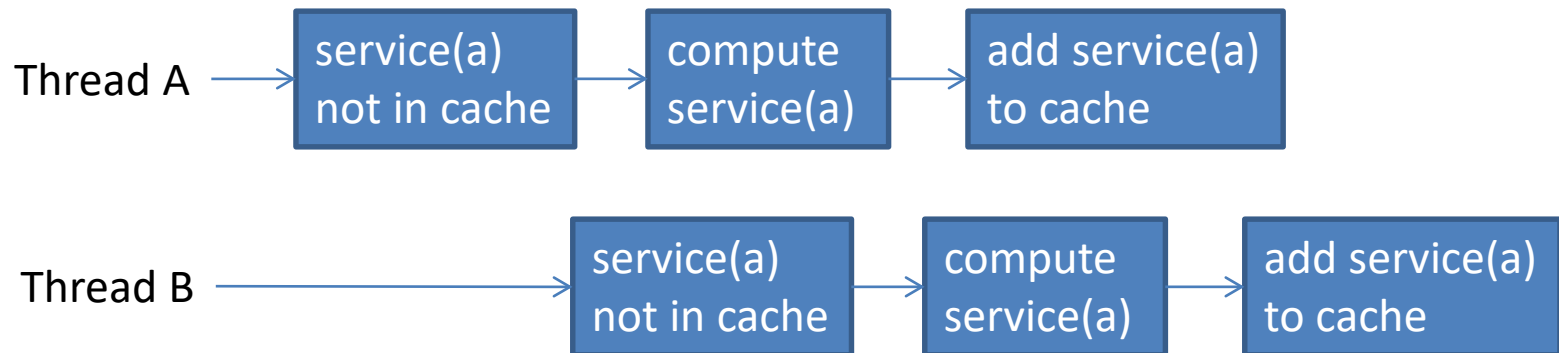 Thread A
service(a)
not in cache
compute
service(a)
add service(a)
to cache
Thread B
service(a)
not in cache
compute
service(a)
add service(a)
to cache